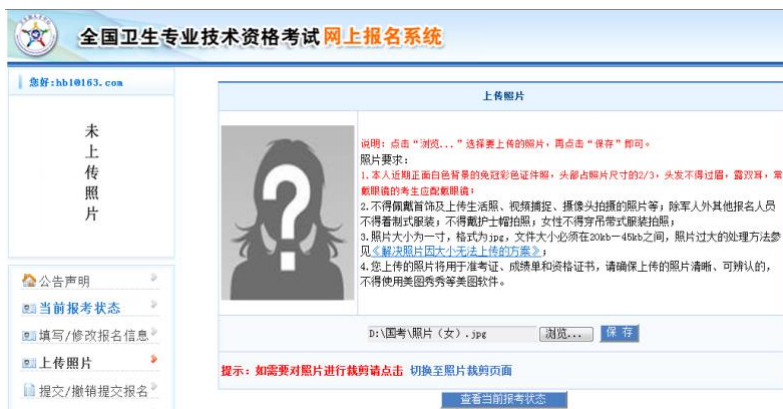 全国卫生专业技术资格考试网上报名系统
您好:hb1@163.com
未上传照片
公告声明
当前报考状态
填写/修改报名信息
上传照片
提交/撤销提交报名
上传照片
说明：点击“浏览...”选择要上传的照片，再点击“保存”即可。
照片要求：
1.本人近期正面白色背景的免冠彩色证件照，头部占照片尺寸的2/3，头发不得过眉，露双耳，常
戴眼镜的考生应配戴眼镜；
2.不得佩戴首饰及上传生活照、视频捕捉、摄像头拍摄的照片等；除军人外其他报名人员
不得着制式服装；不得戴护士帽拍照；女性不得穿吊带式服装拍照；
3.照片大小为一寸，格式为jpg，文件大小必须在20kb—45kb之间，照片过大的处理方法参
见《解决照片因大小无法上传的方案》；
4.您上传的照片将用于准考证、成绩单和资格证书，请确保上传的照片清晰、可辨认的，
不得使用美图秀秀等美图软件。
D:\国考\照片（女）.jpg 浏览... 保存
提示：如需要对照片进行裁剪请点击 切换至照片裁剪页面
查看当前报考状态